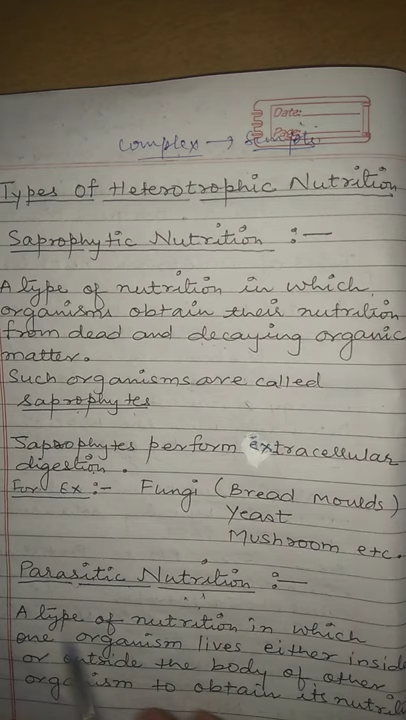 Date:
Page:
complex → Semple
Types of Heterotrophic Nutrition
Saprophytic Nutrition :—
A type of nutrition in which
organisms obtain their nutrition
from dead and decaying organic
matter.
Such organisms are called
saprophytes
Saprophytes perform extracellular
digestion.
For Ex :- Fungi (Bread Moulds)
Yeast
Mushroom etc.
Parasitic Nutrition :—
A type of nutrition in which
one organism lives either inside
or outside the body of other
organism to obtain its